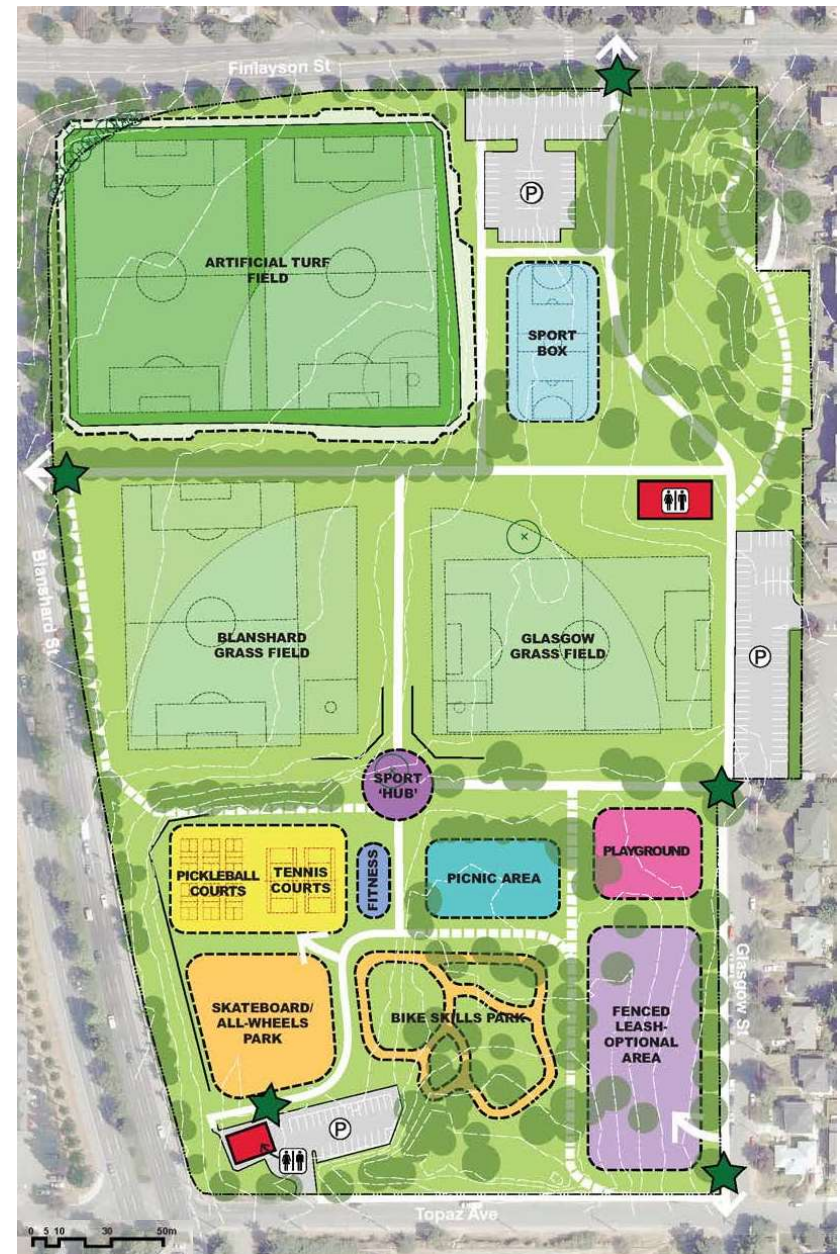 Finlayson St
P
ARTIFICIAL TURF
FIELD
SPORT
BOX
Blanshard St
BLANSHARD
GRASS FIELD
GLASGOW
GRASS FIELD
P
SPORT
'HUB'
PICKLEBALL
COURTS
TENNIS
COURTS
FITNESS
PICNIC AREA
PLAYGROUND
Glasgow St
SKATEBOARD/
ALL-WHEELS
PARK
BIKE SKILLS PARK
FENCED
LEASH-
OPTIONAL
AREA
P
Topaz Ave
0 5 10 30 50m